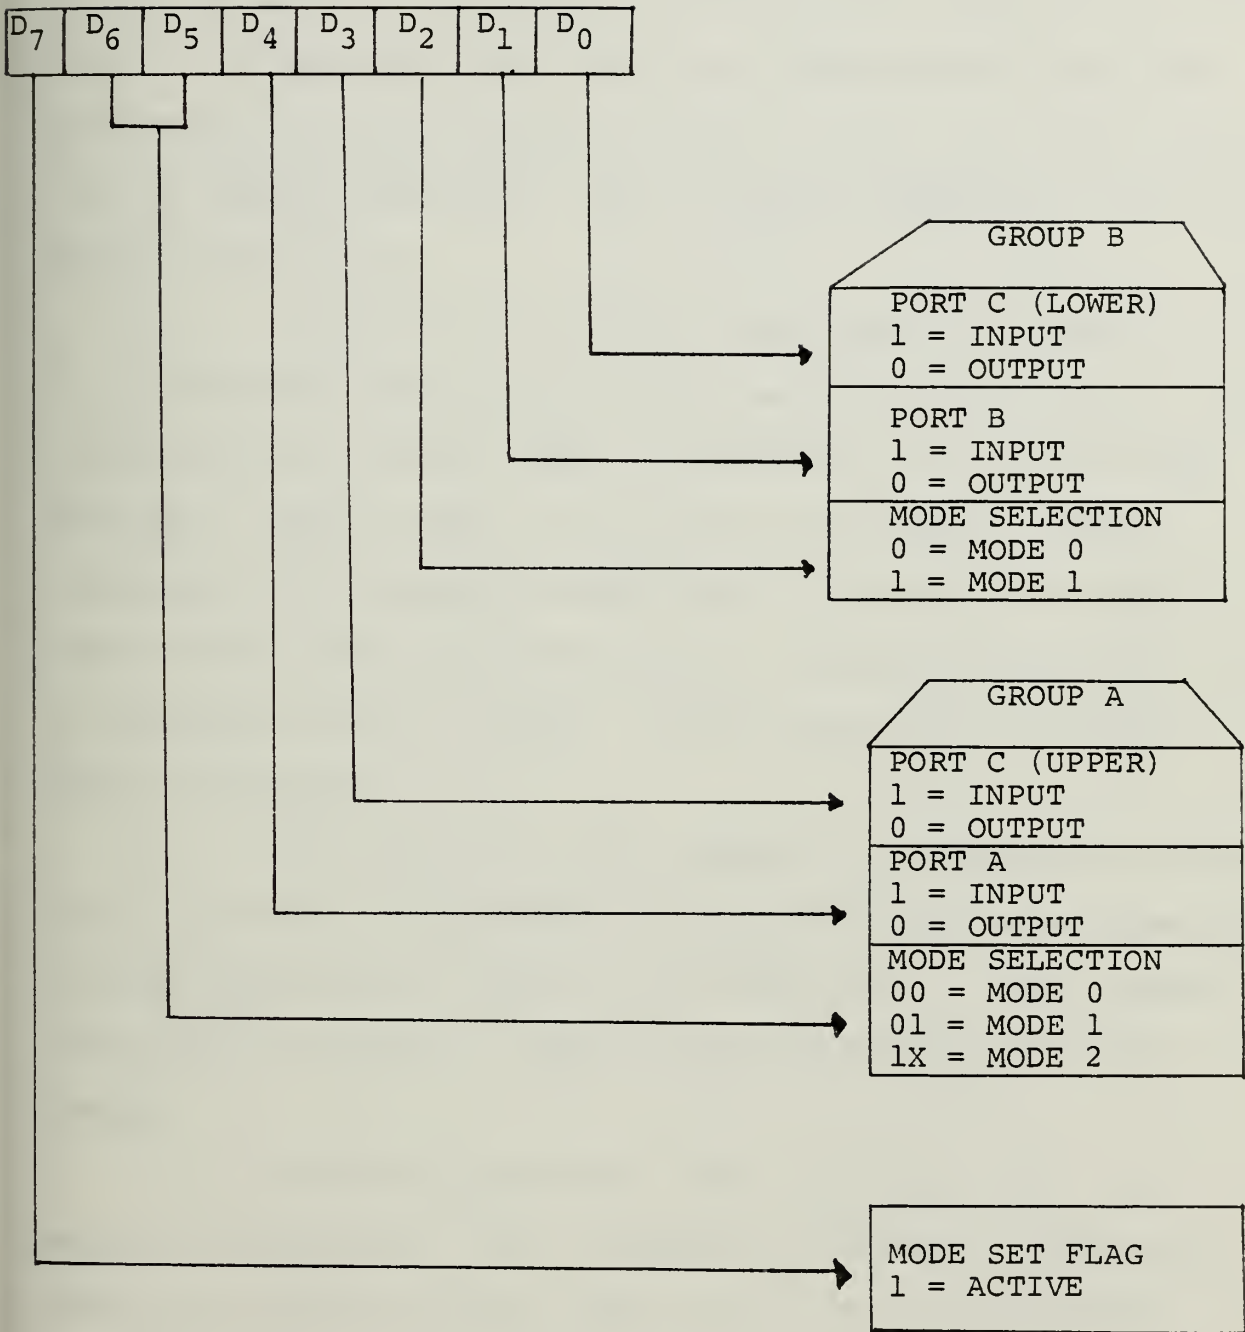 D7 D6 D5 D4 D3 D2 D1 D0
GROUP B
PORT C (LOWER)
1 = INPUT
0 = OUTPUT
PORT B
1 = INPUT
0 = OUTPUT
MODE SELECTION
0 = MODE 0
1 = MODE 1
GROUP A
PORT C (UPPER)
1 = INPUT
0 = OUTPUT
PORT A
1 = INPUT
0 = OUTPUT
MODE SELECTION
00 = MODE 0
01 = MODE 1
1X = MODE 2
MODE SET FLAG
1 = ACTIVE